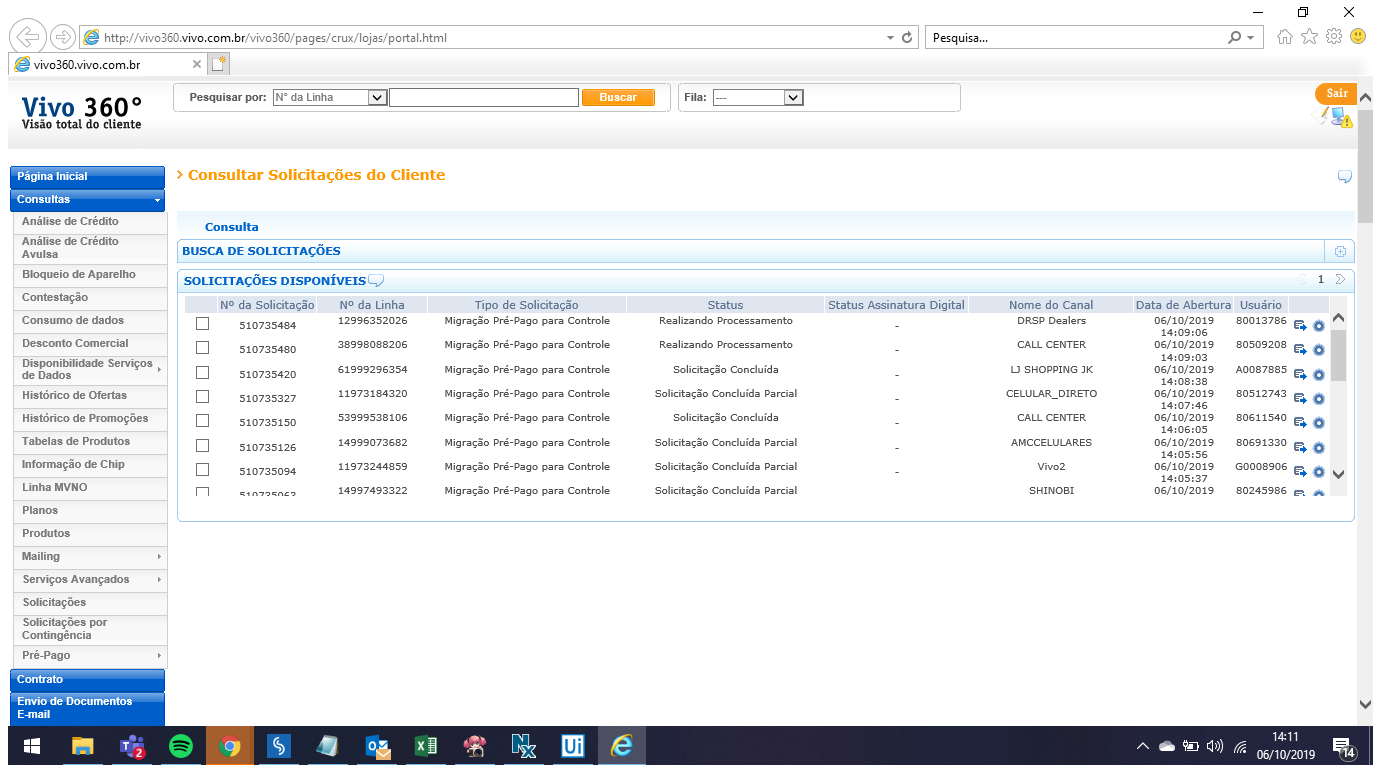 http://vivo360.vivo.com.br/vivo360/pages/crux/lojas/portal.html
Pesquisa...
vivo360.vivo.com.br
Vivo 360°
Visão total do cliente
Pesquisar por: N° da Linha Buscar
Fila: ---
Sair
Página Inicial
Consultas
Análise de Crédito
Análise de Crédito
Avulsa
Bloqueio de Aparelho
Contestação
Consumo de dados
Desconto Comercial
Disponibilidade Serviços
de Dados
Histórico de Ofertas
Histórico de Promoções
Tabelas de Produtos
Informação de Chip
Linha MVNO
Planos
Produtos
Mailing
Serviços Avançados
Solicitações
Solicitações por
Contingência
Pré-Pago
Contrato
Envio de Documentos
E-mail
> Consultar Solicitações do Cliente
Consulta
BUSCA DE SOLICITAÇÕES
SOLICITAÇÕES DISPONÍVEIS 1
Nº da Solicitação Nº da Linha Tipo de Solicitação Status Status Assinatura Digital Nome do Canal Data de Abertura Usuário
510735484 12996352026 Migração Pré-Pago para Controle Realizando Processamento - DRSP Dealers 06/10/2019 80013786
14:09:06
510735480 38998088206 Migração Pré-Pago para Controle Realizando Processamento - CALL CENTER 06/10/2019 80509208
14:09:03
510735420 61999296354 Migração Pré-Pago para Controle Solicitação Concluída - LJ SHOPPING JK 06/10/2019 A0087885
14:08:38
510735327 11973184320 Migração Pré-Pago para Controle Solicitação Concluída Parcial - CELULAR_DIRETO 06/10/2019 80512743
14:07:46
510735150 53999538106 Migração Pré-Pago para Controle Solicitação Concluída - CALL CENTER 06/10/2019 80611540
14:06:05
510735126 14999073682 Migração Pré-Pago para Controle Solicitação Concluída Parcial - AMCCELULARES 06/10/2019 80691330
14:05:56
510735094 11973244859 Migração Pré-Pago para Controle Solicitação Concluída Parcial - Vivo2 06/10/2019 G0008906
14:05:37
510735063 14997493322 Migração Pré-Pago para Controle Solicitação Concluída Parcial SHINOBI 06/10/2019 80245986
2
Ui
14:11
06/10/2019
14